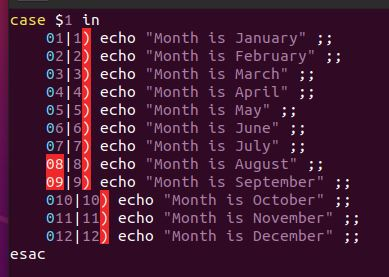 case $1 in
    01|1) echo "Month is January" ;;
    02|2) echo "Month is February" ;;
    03|3) echo "Month is March" ;;
    04|4) echo "Month is April" ;;
    05|5) echo "Month is May" ;;
    06|6) echo "Month is June" ;;
    07|7) echo "Month is July" ;;
    08|8) echo "Month is August" ;;
    09|9) echo "Month is September" ;;
    010|10) echo "Month is October" ;;
    011|11) echo "Month is November" ;;
    012|12) echo "Month is December" ;;
esac